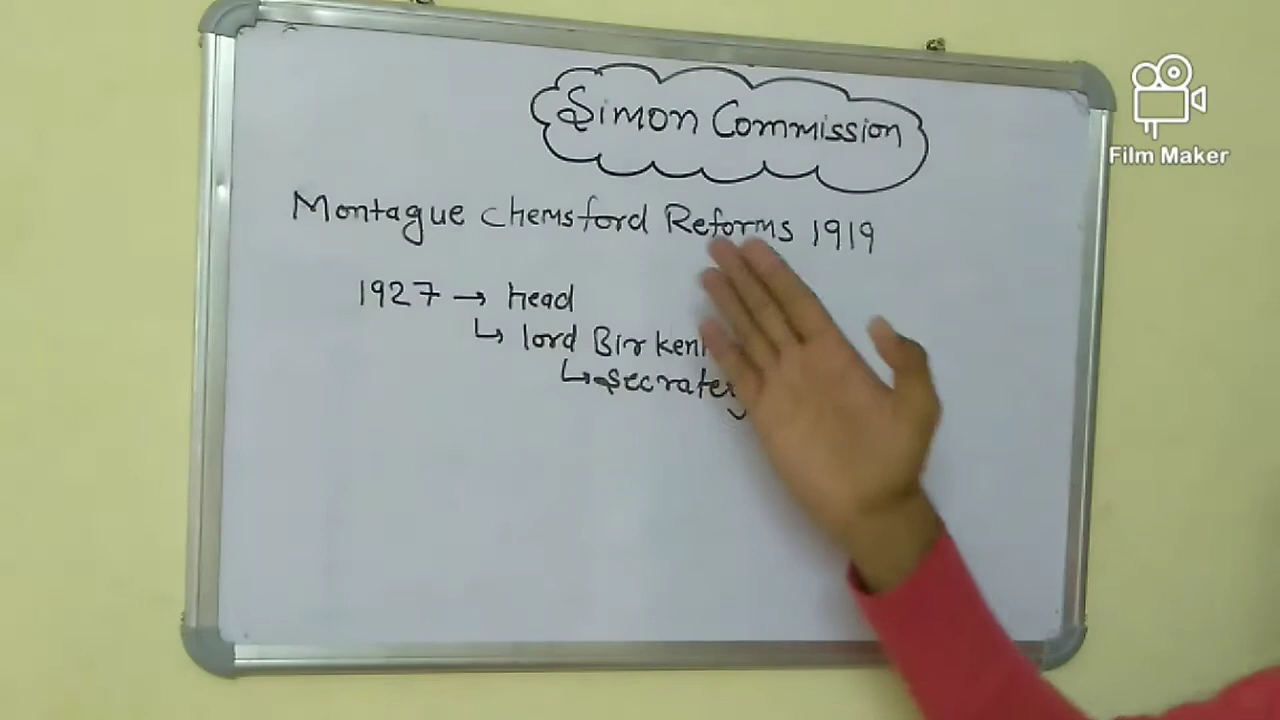 Simon Commission
Montague Chemsford Reforms 1919
1927 → head
↳ lord
↳
Film Maker